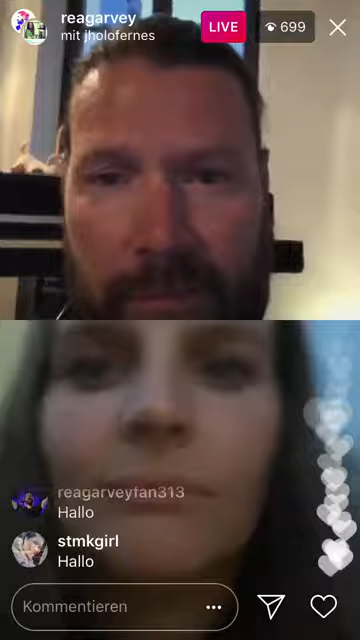 reagarvey
mit jholofernes
LIVE
699
reagarveyfan313
Hallo
stmkgirl
Hallo
Kommentieren